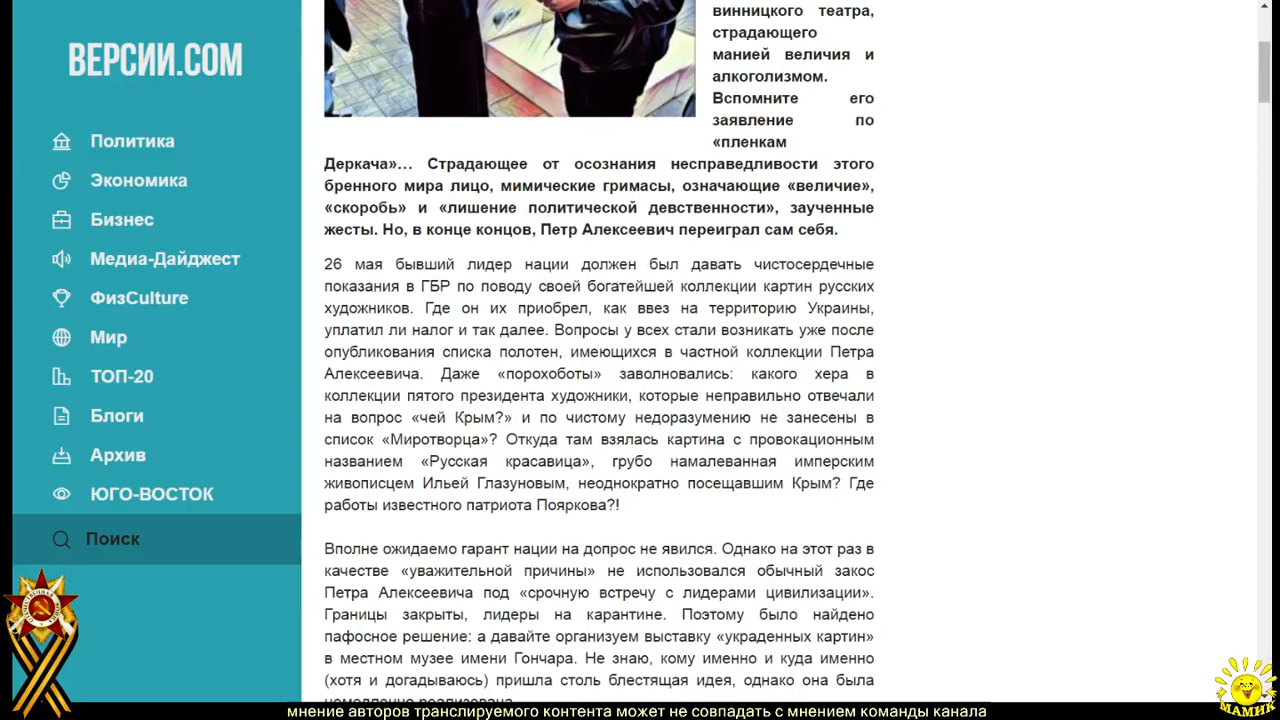 ВЕРСИИ.COM
Политика
Экономика
Бизнес
Медиа-Дайджест
ФизCulture
Мир
ТОП-20
Блоги
Архив
ЮГО-ВОСТОК
Поиск
винницкого театра,
страдающего
манией величия и
алкоголизмом.
Вспомните его
заявление по
«пленкам
Деркача»… Страдающее от осознания несправедливости этого
бренного мира лицо, мимические гримасы, означающие «величие»,
«скорбь» и «лишение политической девственности», заученные
жесты. Но, в конце концов, Петр Алексеевич переиграл сам себя.
26 мая бывший лидер нации должен был давать чистосердечные
показания в ГБР по поводу своей богатейшей коллекции картин русских
художников. Где он их приобрел, как ввез на территорию Украины,
уплатил ли налог и так далее. Вопросы у всех стали возникать уже после
опубликования списка полотен, имеющихся в частной коллекции Петра
Алексеевича. Даже «порохоботы» заволновались: какого хера в
коллекции пятого президента художники, которые неправильно отвечали
на вопрос «чей Крым?» и по чистому недоразумению не занесены в
список «Миротворца»? Откуда там взялась картина с провокационным
названием «Русская красавица», грубо намалеванная имперским
живописцем Ильей Глазуновым, неоднократно посещавшим Крым? Где
работы известного патриота Пояркова?!
Вполне ожидаемо гарант нации на допрос не явился. Однако на этот раз в
качестве «уважительной причины» не использовался обычный закос
Петра Алексеевича под «срочную встречу с лидерами цивилизации».
Границы закрыты, лидеры на карантине. Поэтому было найдено
пафосное решение: а давайте организуем выставку «украденных картин»
в местном музее имени Гончара. Не знаю, кому именно и куда именно
(хотя и догадываюсь) пришла столь блестящая идея, однако она была
немедленно реализована.
МАМИК
мнение авторов транслируемого контента может не совпадать с мнением команды канала